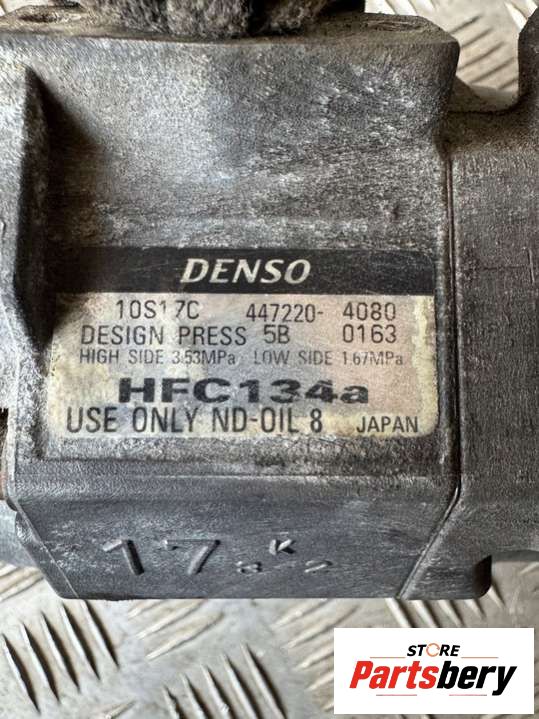 DENSO
10S17C 447220-4080
DESIGN PRESS 5B 0163
HIGH SIDE 3.53MPa LOW SIDE 1.67MPa
HFC134a
USE ONLY ND-OIL 8 JAPAN
17 K
STORE
Partsbery